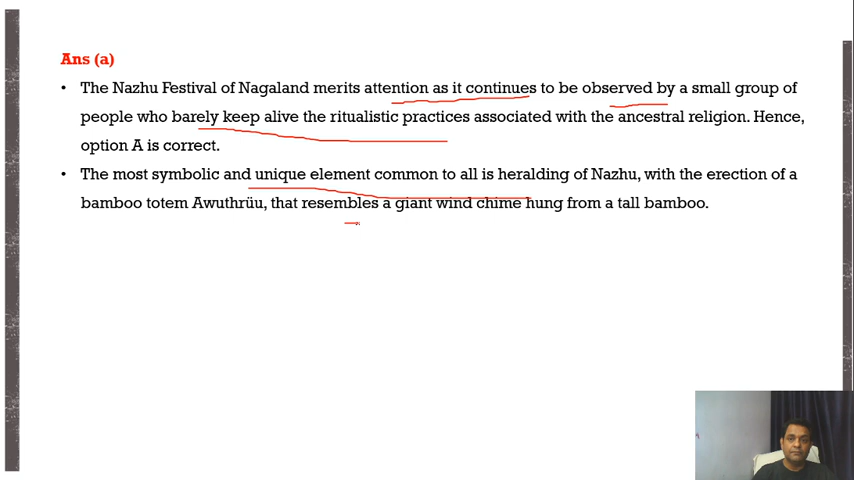 Ans (a)
• The Nazhu Festival of Nagaland merits attention as it continues to be observed by a small group of
people who barely keep alive the ritualistic practices associated with the ancestral religion. Hence,
option A is correct.
• The most symbolic and unique element common to all is heralding of Nazhu, with the erection of a
bamboo totem Awuthrüu, that resembles a giant wind chime hung from a tall bamboo.